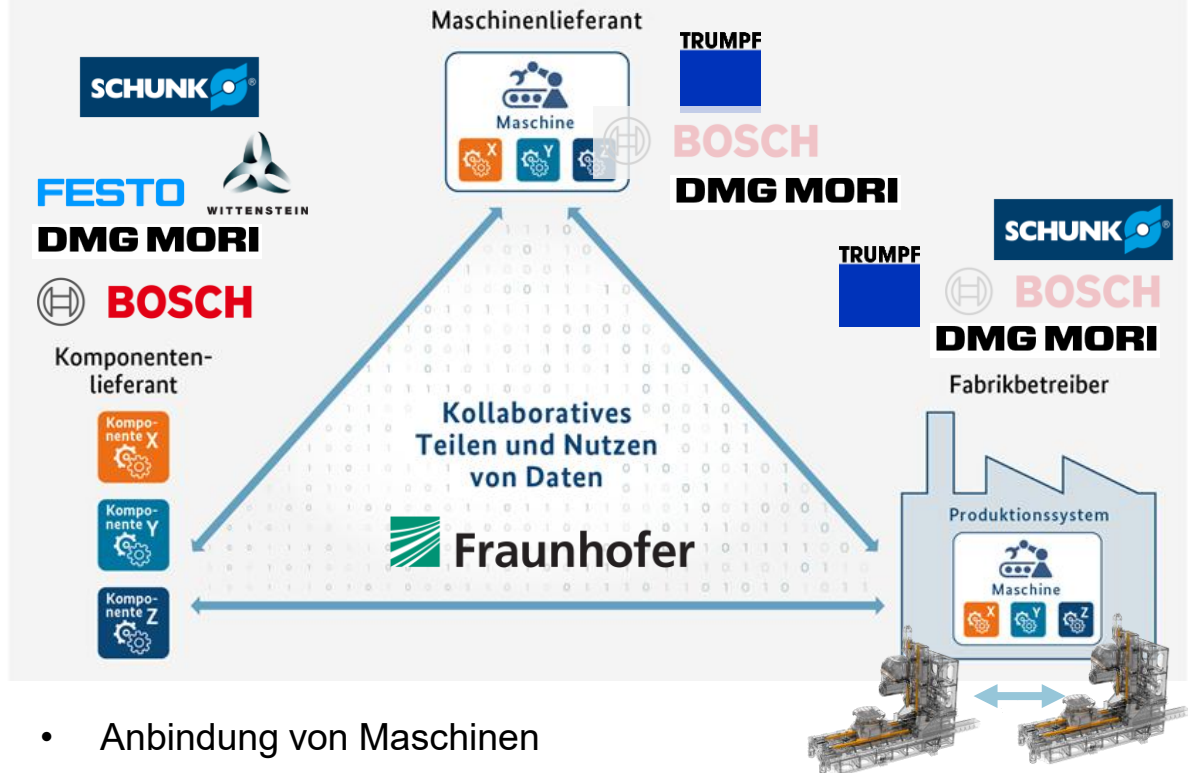 Maschinenlieferant
TRUMPF
SCHUNK
Maschine
X Y Z
BOSCH
DMG MORI
FESTO
WITTENSTEIN
DMG MORI
BOSCH
SCHUNK
TRUMPF
BOSCH
DMG MORI
Komponenten-
lieferant
Fabrikbetreiber
Kompo-
nente X
Kompo-
nente Y
Kompo-
nente Z
Kollaboratives
Teilen und Nutzen
von Daten
Fraunhofer
Produktionssystem
Maschine
X Y Z
• Anbindung von Maschinen